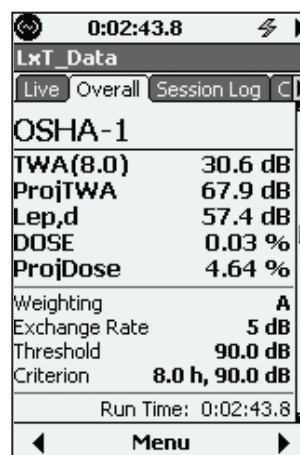 0:02:43.8
LxT_Data
Live Overall Session Log C
OSHA-1
TWA(8.0) 30.6 dB
ProjTWA 67.9 dB
Lep,d 57.4 dB
DOSE 0.03 %
ProjDose 4.64 %
Weighting A
Exchange Rate 5 dB
Threshold 90.0 dB
Criterion 8.0 h, 90.0 dB
Run Time: 0:02:43.8
Menu